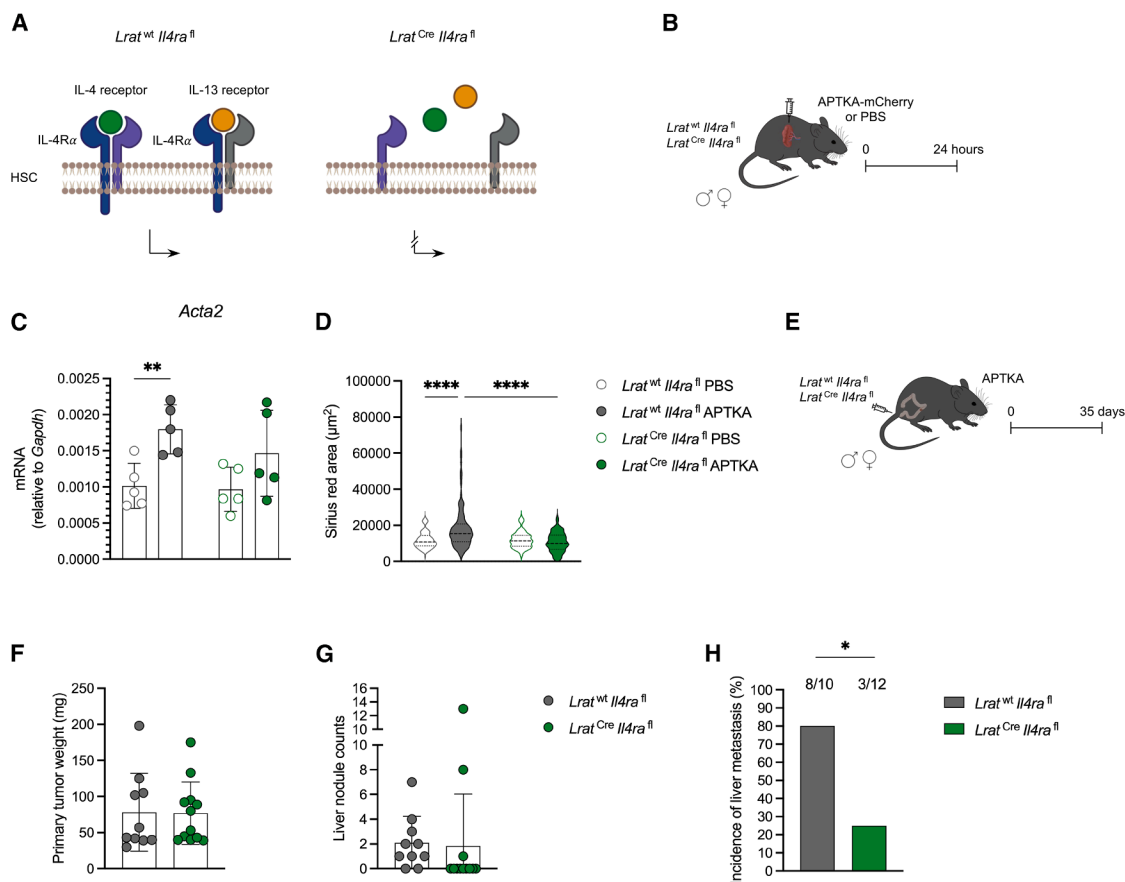 A
Lrat wt Il4ra fl
Lrat Cre Il4ra fl
IL-4 receptor
IL-13 receptor
IL-4Rα
IL-4Rα
HSC
B
APTKA-mCherry
or PBS
Lrat wt Il4ra fl
Lrat Cre Il4ra fl
0
24 hours
♂ ♀
C
Acta2
**
mRNA
(relative to Gapdh)
0.0025
0.0020
0.0015
0.0010
0.0005
0.0000
D
**** ****
Sirius red area (μm²)
100000
80000
60000
40000
20000
0
Lrat wt Il4ra fl PBS
Lrat wt Il4ra fl APTKA
Lrat Cre Il4ra fl PBS
Lrat Cre Il4ra fl APTKA
E
Lrat wt Il4ra fl
Lrat Cre Il4ra fl
APTKA
0
35 days
♂ ♀
F
Primary tumor weight (mg)
250
200
150
100
50
0
G
Liver nodule counts
16
14
12
10
10
8
6
4
2
0
Lrat wt Il4ra fl
Lrat Cre Il4ra fl
H
*
8/10 3/12
Incidence of liver metastasis (%)
100
90
80
70
60
50
40
30
20
10
0
Lrat wt Il4ra fl
Lrat Cre Il4ra fl